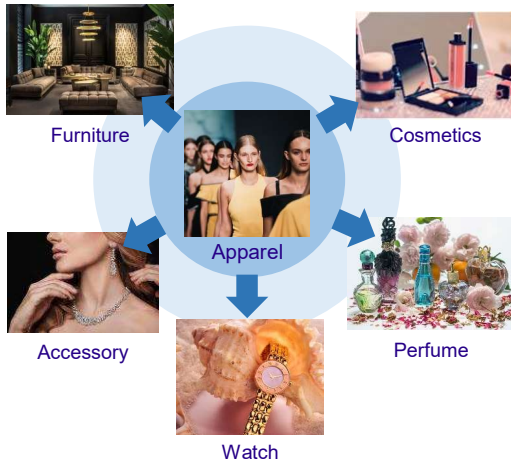 Furniture
Cosmetics
Apparel
Accessory
Perfume
Watch